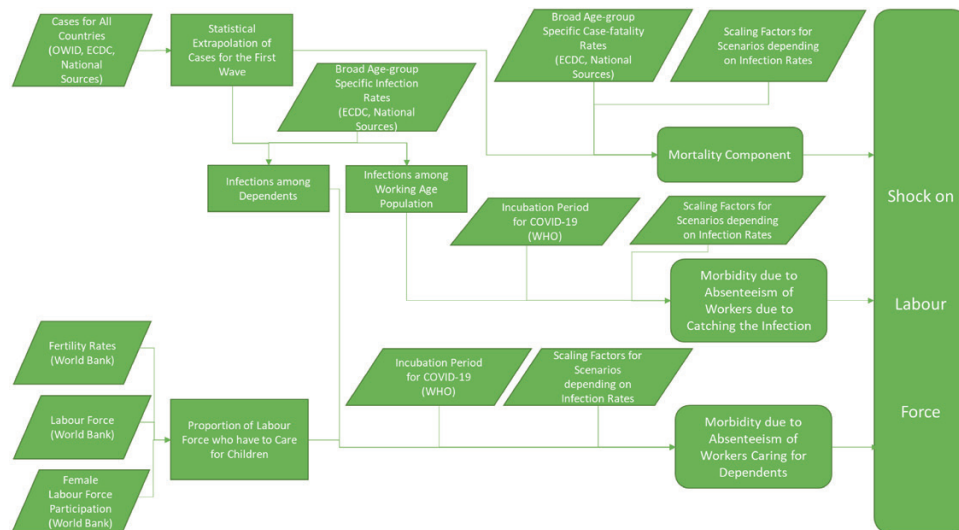 Cases for All
Countries
(OWID, ECDC,
National
Sources)
Statistical
Extrapolation of
Cases for the First
Wave
Broad Age-group
Specific Infection
Rates
(ECDC, National
Sources)
Broad Age-group
Specific Case-fatality
Rates
(ECDC, National
Sources)
Scaling Factors for
Scenarios depending
on Infection Rates
Mortality Component
Infections among
Dependents
Infections among
Working Age
Population
Incubation Period
for COVID-19
(WHO)
Scaling Factors for
Scenarios depending
on Infection Rates
Morbidity due to
Absenteeism of
Workers due to
Catching the Infection
Fertility Rates
(World Bank)
Labour Force
(World Bank)
Female
Labour Force
Participation
(World Bank)
Proportion of Labour
Force who have to Care
for Children
Incubation Period
for COVID-19
(WHO)
Scaling Factors for
Scenarios
depending on
Infection Rates
Morbidity due to
Absenteeism of
Workers Caring for
Dependents
Shock on
Labour
Force